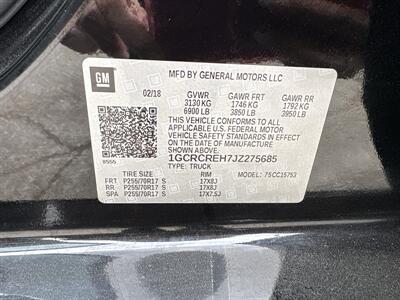 GM
MFD BY GENERAL MOTORS LLC
02/18
GVWR GAWR FRT GAWR RR
3130 KG 1746 KG 1792 KG
6900 LB 3850 LB 3950 LB
THIS VEHICLE CONFORMS TO ALL
APPLICABLE U.S. FEDERAL MOTOR
VEHICLE SAFETY STANDARDS IN
EFFECT ON THE DATE OF
MANUFACTURE SHOWN ABOVE.
1GCRCREH7JZ275685
TYPE: TRUCK
MODEL: 75CC15753
TIRE SIZE RIM
FRT P255/70R17 S 17X8J
RR P255/70R17 S 17X8J
SPA P255/70R17 S 17X7.5J